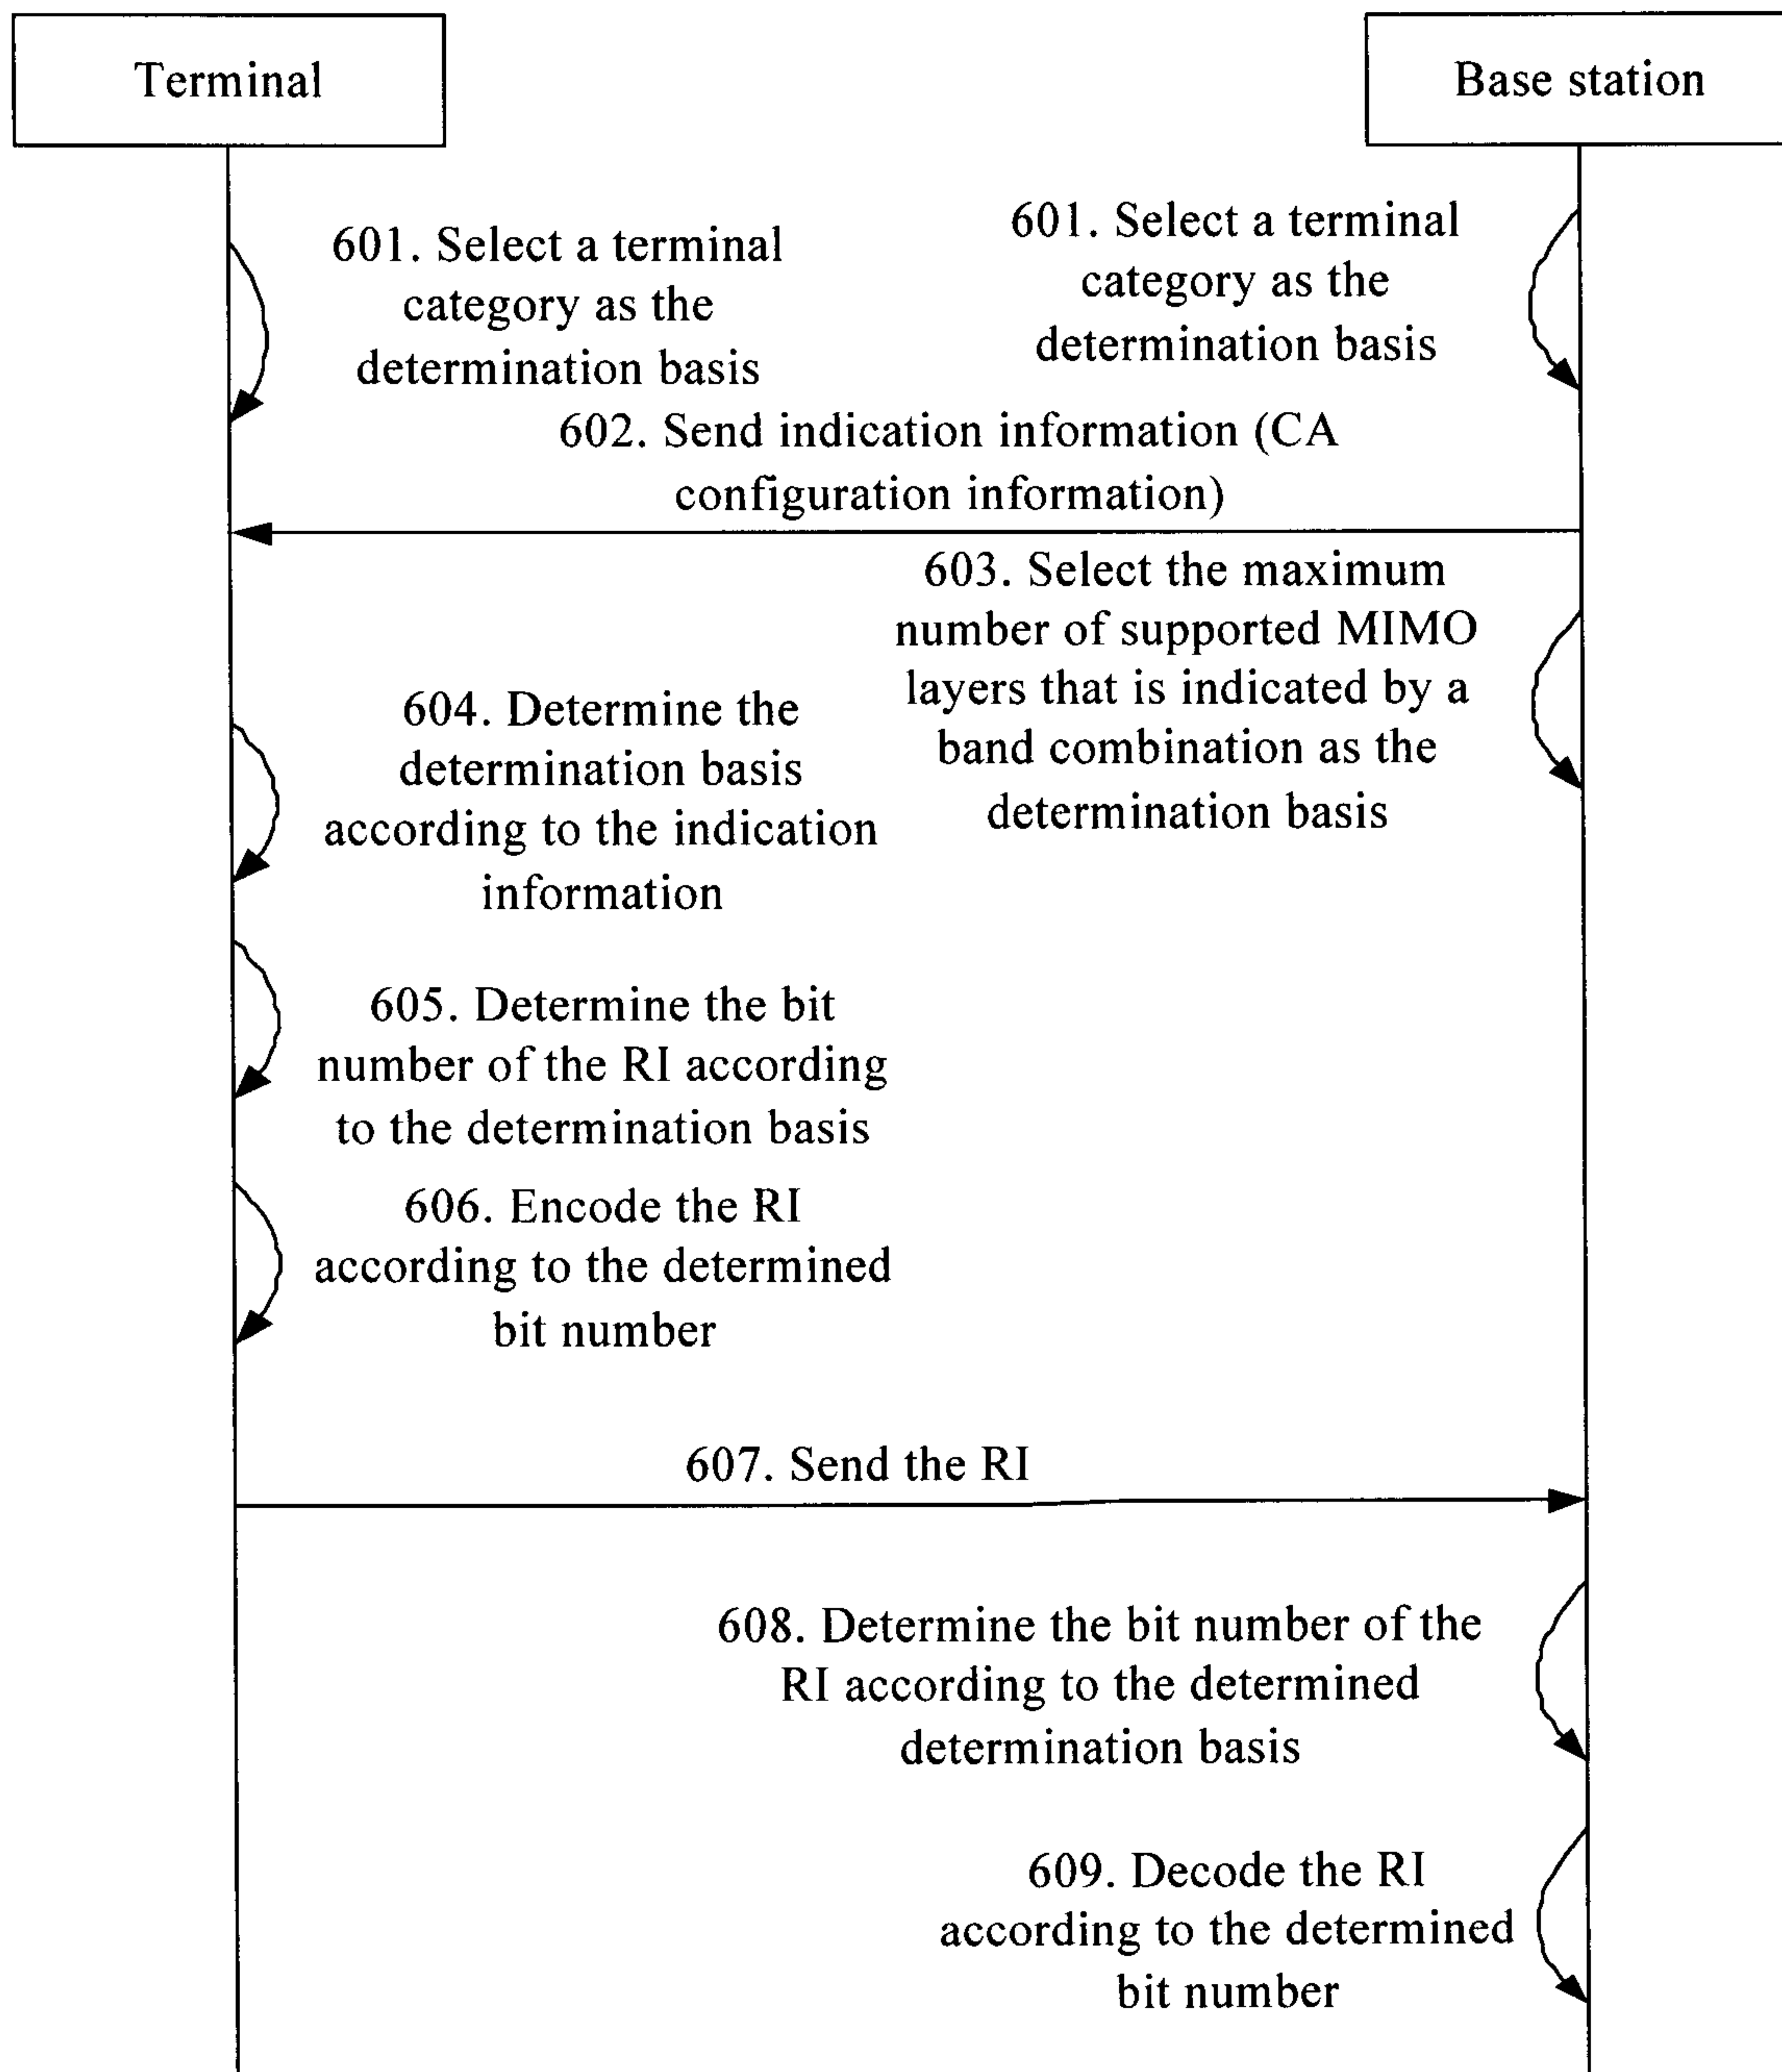 Terminal
Base station
601. Select a terminal
category as the
determination basis
601. Select a terminal
category as the
determination basis
602. Send indication information (CA
configuration information)
603. Select the maximum
number of supported MIMO
layers that is indicated by a
band combination as the
determination basis
604. Determine the
determination basis
according to the indication
information
605. Determine the bit
number of the RI according
to the determination basis
606. Encode the RI
according to the determined
bit number
607. Send the RI
608. Determine the bit number of the
RI according to the determined
determination basis
609. Decode the RI
according to the determined
bit number